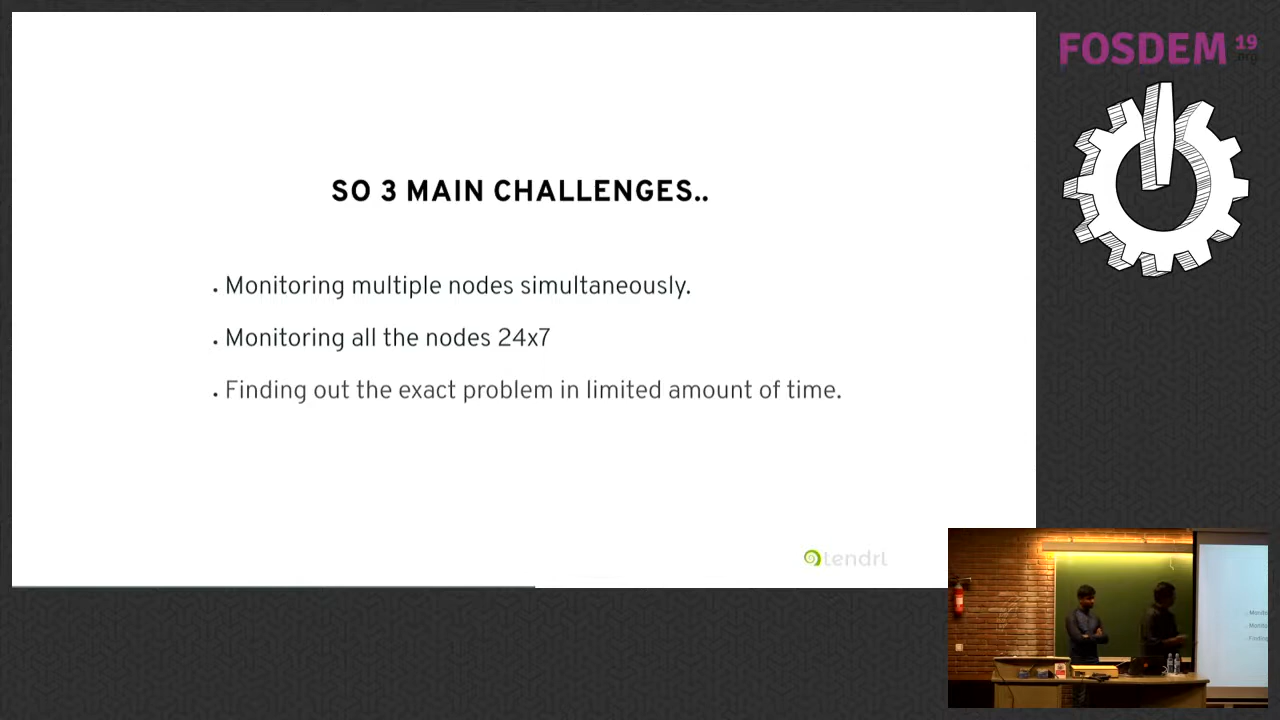 SO 3 MAIN CHALLENGES..
. Monitoring multiple nodes simultaneously.
. Monitoring all the nodes 24x7
. Finding out the exact problem in limited amount of time.
tendrl
FOSDEM 19
.org